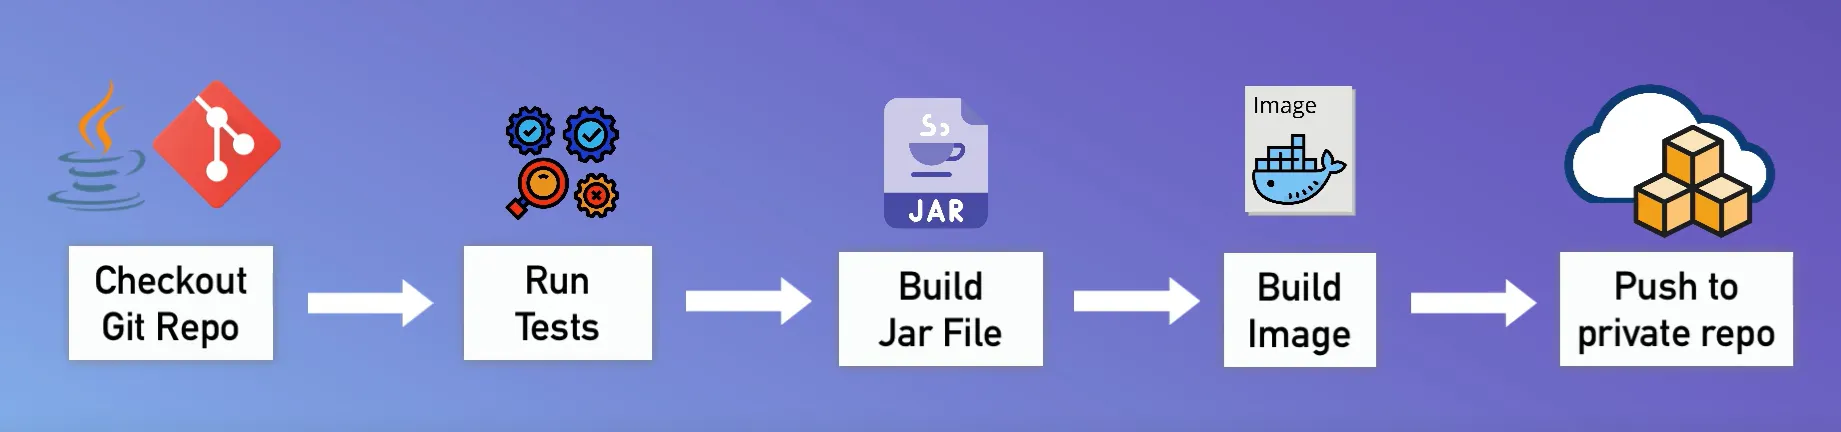 Image
JAR
Checkout
Git Repo
Run
Tests
Build
Jar File
Build
Image
Push to
private repo